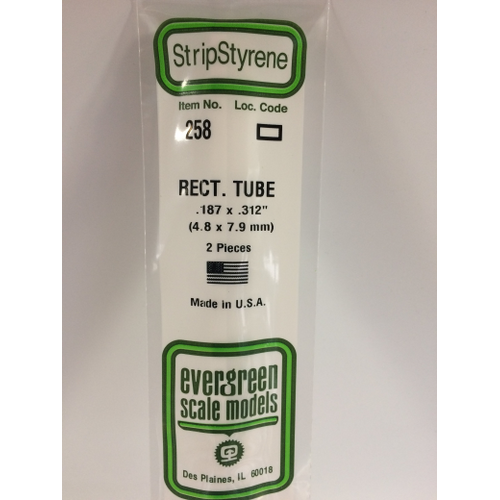 StripStyrene
Item No. Loc. Code
258
RECT. TUBE
.187 x .312"
(4.8 x 7.9 mm)
2 Pieces
Made in U.S.A.
evergreen
scale models
Des Plaines, IL 60018